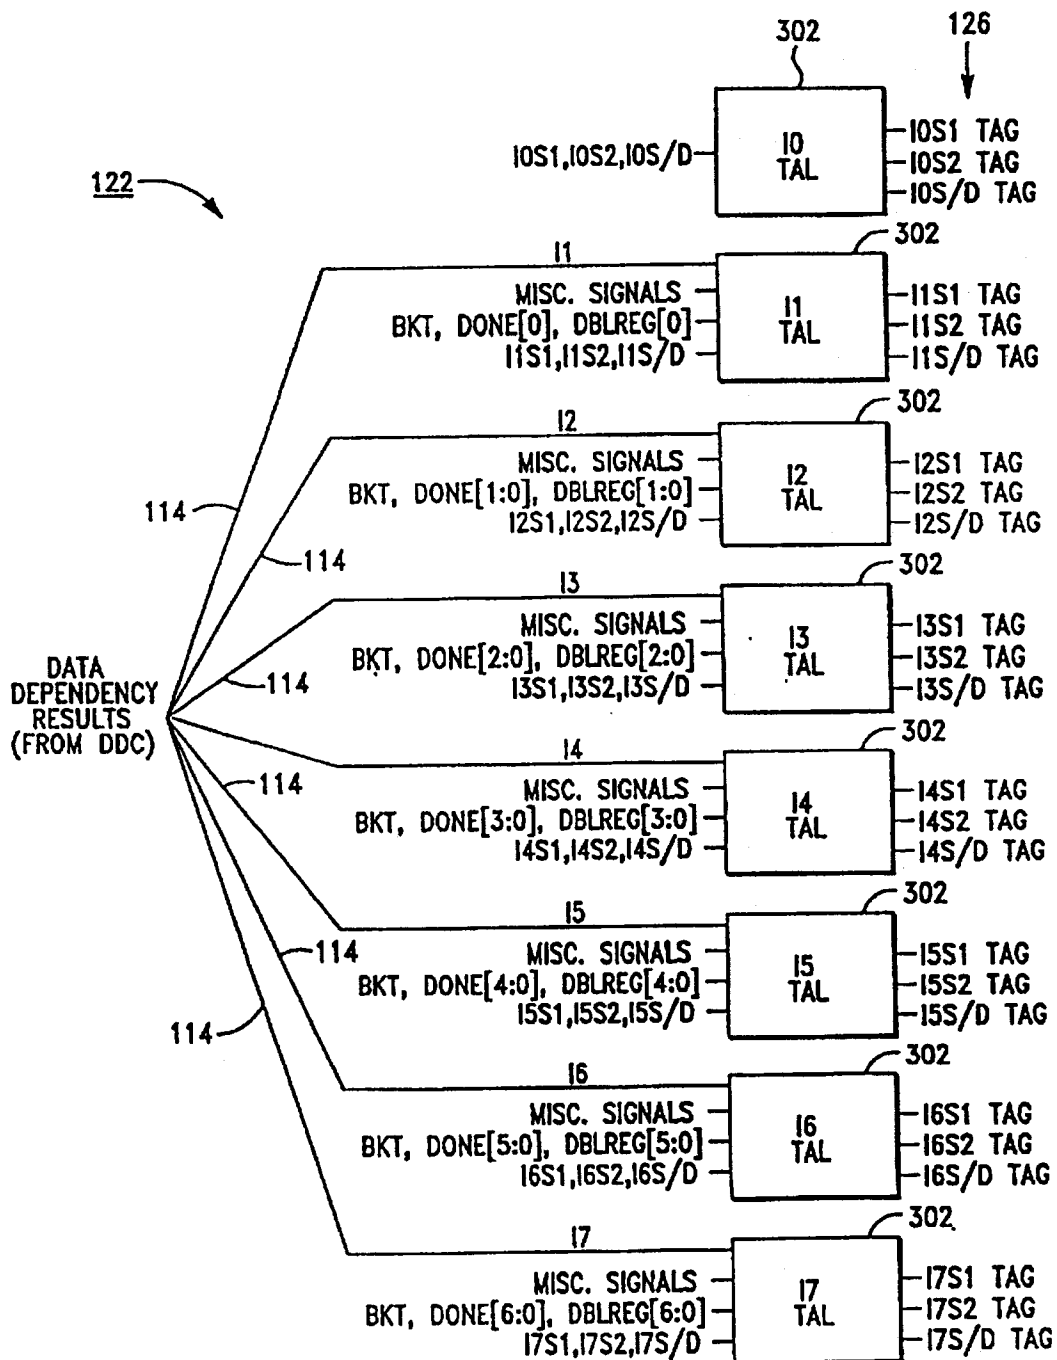 302
126
122
I0S1,I0S2,I0S/D
I0
TAL
I0S1 TAG
I0S2 TAG
I0S/D TAG
302
I1
MISC. SIGNALS
BKT, DONE[0], DBLREG[0]
I1S1,I1S2,I1S/D
I1
TAL
I1S1 TAG
I1S2 TAG
I1S/D TAG
302
I2
MISC. SIGNALS
BKT, DONE[1:0], DBLREG[1:0]
I2S1,I2S2,I2S/D
I2
TAL
I2S1 TAG
I2S2 TAG
I2S/D TAG
114
114
302
I3
MISC. SIGNALS
BKT, DONE[2:0], DBLREG[2:0]
I3S1,I3S2,I3S/D
I3
TAL
I3S1 TAG
I3S2 TAG
I3S/D TAG
114
DATA
DEPENDENCY
RESULTS
(FROM DDC)
302
I4
MISC. SIGNALS
BKT, DONE[3:0], DBLREG[3:0]
I4S1,I4S2,I4S/D
I4
TAL
I4S1 TAG
I4S2 TAG
I4S/D TAG
114
302
I5
MISC. SIGNALS
BKT, DONE[4:0], DBLREG[4:0]
I5S1,I5S2,I5S/D
I5
TAL
I5S1 TAG
I5S2 TAG
I5S/D TAG
114
114
302
I6
MISC. SIGNALS
BKT, DONE[5:0], DBLREG[5:0]
I6S1,I6S2,I6S/D
I6
TAL
I6S1 TAG
I6S2 TAG
I6S/D TAG
302
I7
MISC. SIGNALS
BKT, DONE[6:0], DBLREG[6:0]
I7S1,I7S2,I7S/D
I7
TAL
I7S1 TAG
I7S2 TAG
I7S/D TAG